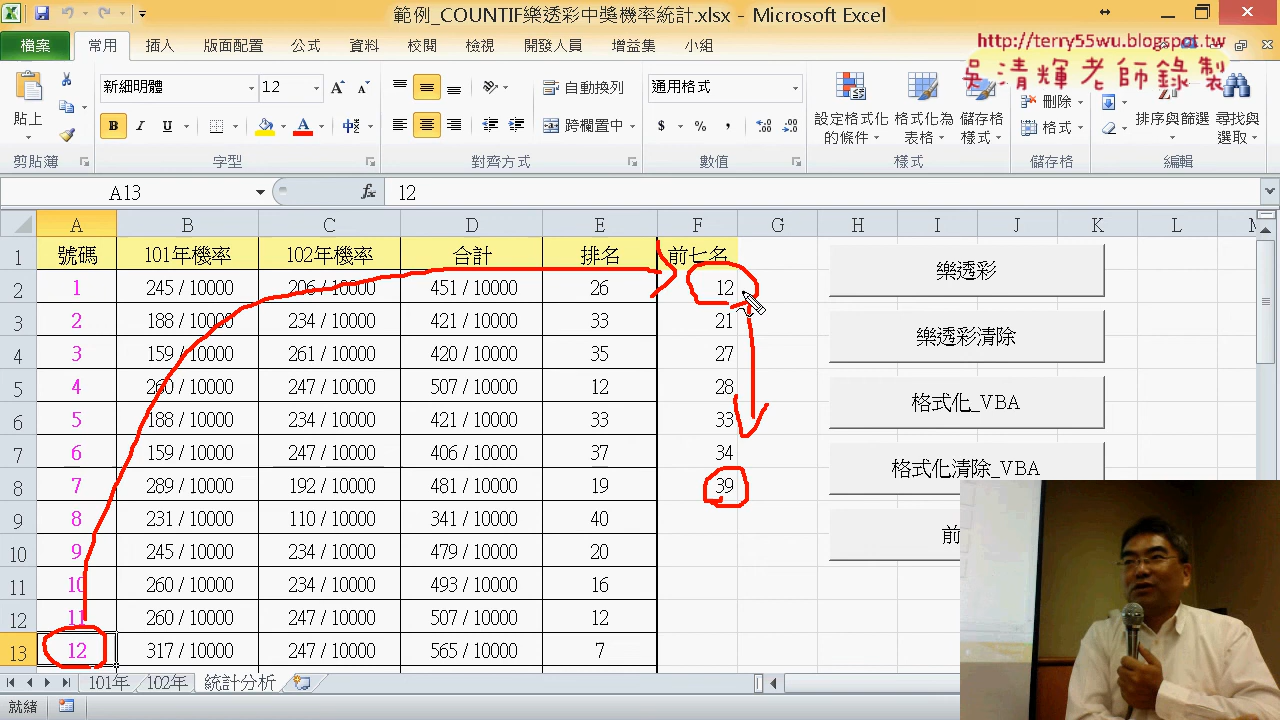 範例_COUNTIF樂透彩中獎機率統計.xlsx - Microsoft Excel
http://terry55wu.blogspot.tw
吳清輝老師錄製
檔案 常用 插入 版面配置 公式 資料 校閱 檢視 開發人員 增益集 小組
貼上
新細明體 12
B I U
自動換列
跨欄置中
通用格式
$ % ,
設定格式化的條件
格式化為表格
儲存格樣式
刪除
格式
排序與篩選
尋找與選取
剪貼簿 字型 對齊方式 數值 樣式 儲存格 編輯
A13 fx 12
A B C D E F G H I J K L
1 號碼 101年機率 102年機率 合計 排名 前七名
2 1 245 / 10000 206 / 10000 451 / 10000 26 12
3 2 188 / 10000 234 / 10000 421 / 10000 33 21
4 3 159 / 10000 261 / 10000 420 / 10000 35 27
5 4 260 / 10000 247 / 10000 507 / 10000 12 28
6 5 188 / 10000 234 / 10000 421 / 10000 33 33
7 6 159 / 10000 247 / 10000 406 / 10000 37 34
8 7 289 / 10000 192 / 10000 481 / 10000 19 39
9 8 231 / 10000 110 / 10000 341 / 10000 40
10 9 245 / 10000 234 / 10000 479 / 10000 20
11 10 260 / 10000 234 / 10000 493 / 10000 16
12 11 260 / 10000 247 / 10000 507 / 10000 12
13 12 317 / 10000 247 / 10000 565 / 10000 7
樂透彩
樂透彩清除
格式化_VBA
格式化清除_VBA
前
101年 102年 統計分析
就緒